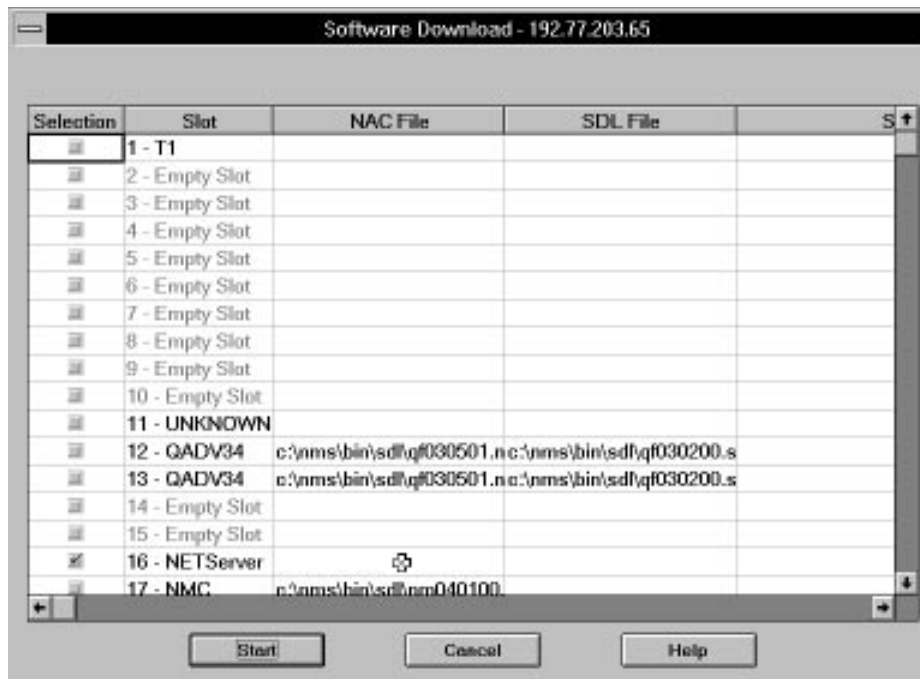 Software Download - 192.77.203.65
Selection Slot NAC File SDL File S
1 - T1
2 - Empty Slot
3 - Empty Slot
4 - Empty Slot
5 - Empty Slot
6 - Empty Slot
7 - Empty Slot
8 - Empty Slot
9 - Empty Slot
10 - Empty Slot
11 - UNKNOWN
12 - QADV34 c:\nms\bin\sdl\qf030501.n c:\nms\bin\sdl\qf030200.s
13 - QADV34 c:\nms\bin\sdl\qf030501.n c:\nms\bin\sdl\qf030200.s
14 - Empty Slot
15 - Empty Slot
16 - NETServer
17 - NMC c:\nms\bin\sdl\nm040100.
Start Cancel Help